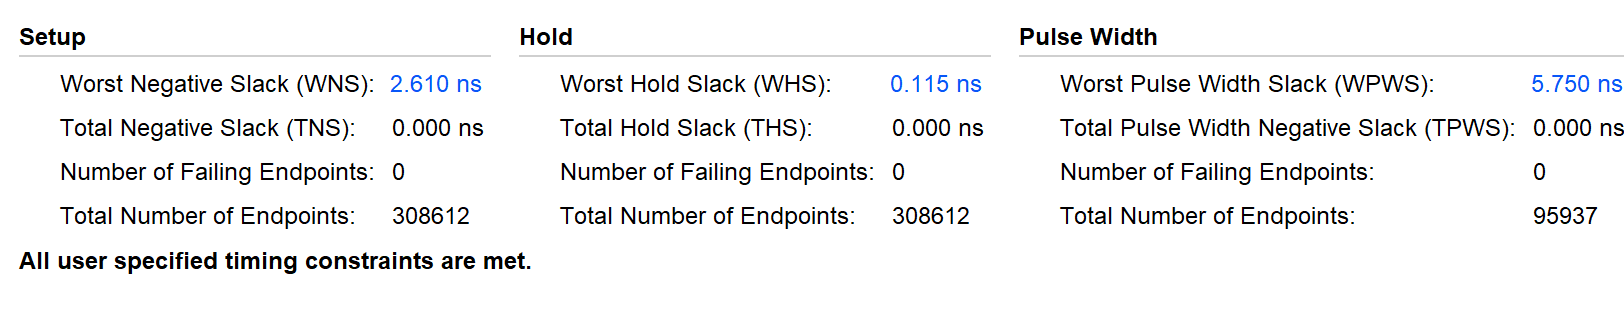 Setup
Worst Negative Slack (WNS): 2.610 ns
Total Negative Slack (TNS): 0.000 ns
Number of Failing Endpoints: 0
Total Number of Endpoints: 308612
Hold
Worst Hold Slack (WHS): 0.115 ns
Total Hold Slack (THS): 0.000 ns
Number of Failing Endpoints: 0
Total Number of Endpoints: 308612
Pulse Width
Worst Pulse Width Slack (WPWS): 5.750 ns
Total Pulse Width Negative Slack (TPWS): 0.000 ns
Number of Failing Endpoints: 0
Total Number of Endpoints: 95937
All user specified timing constraints are met.